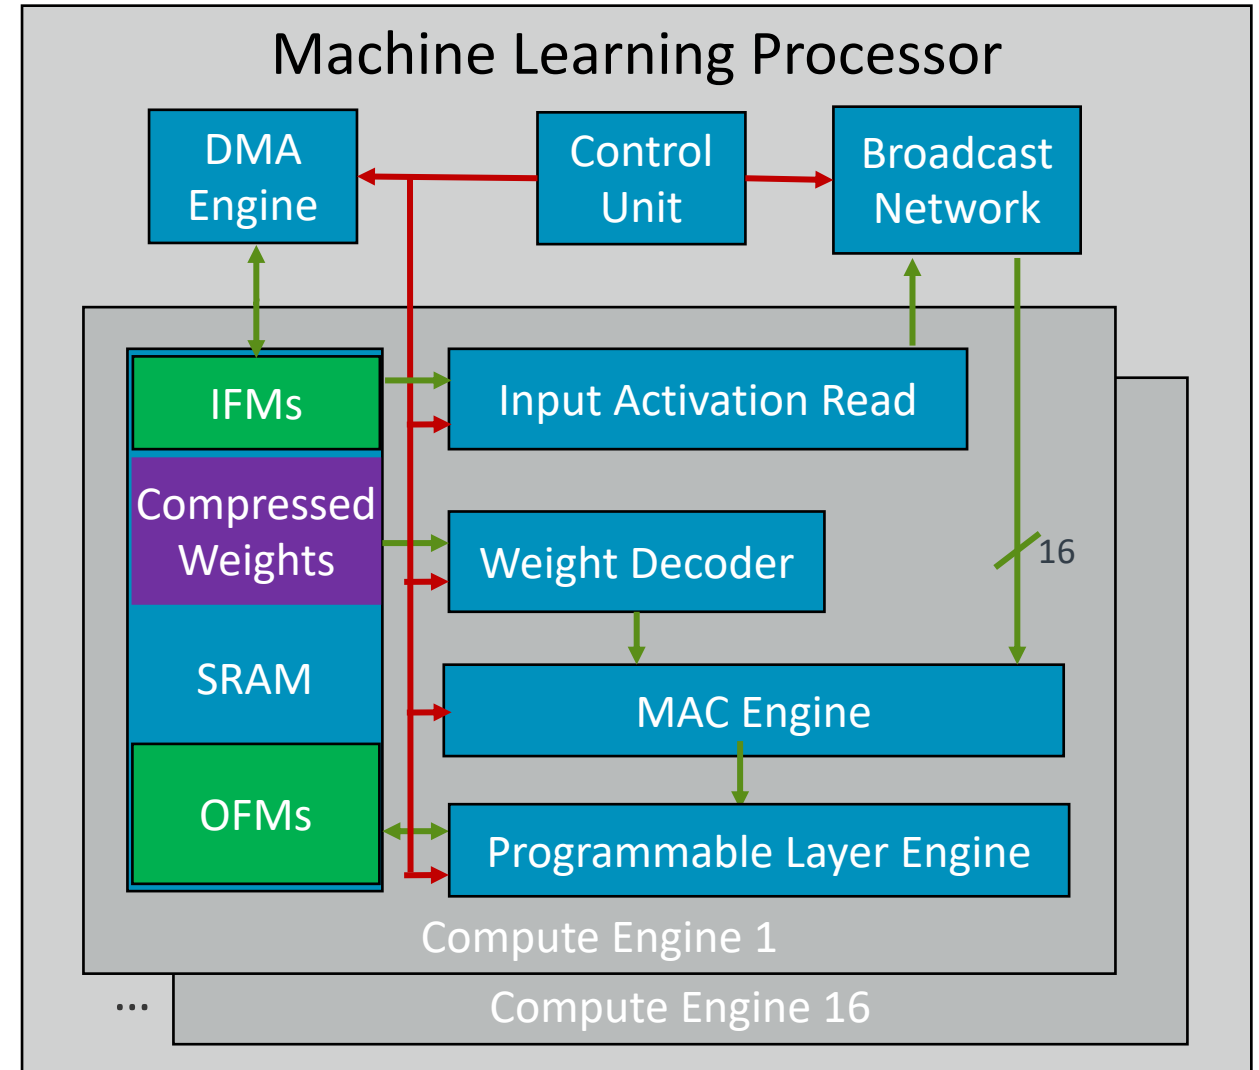 Machine Learning Processor
DMA
Engine
Control
Unit
Broadcast
Network
IFMs
Input Activation Read
Compressed
Weights
Weight Decoder
16
SRAM
MAC Engine
OFMs
Programmable Layer Engine
Compute Engine 1
...
Compute Engine 16